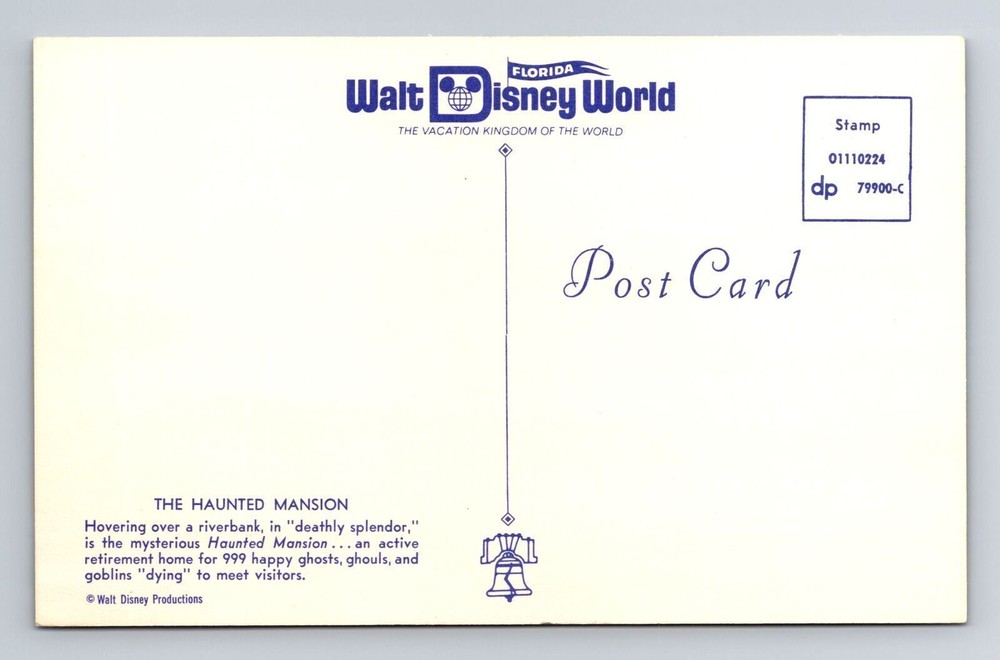 FLORIDA
Walt Disney World
THE VACATION KINGDOM OF THE WORLD
Stamp
01110224
dp 79900-C
Post Card
THE HAUNTED MANSION
Hovering over a riverbank, in "deathly splendor,"
is the mysterious Haunted Mansion...an active
retirement home for 999 happy ghosts, ghouls, and
goblins "dying" to meet visitors.
© Walt Disney Productions